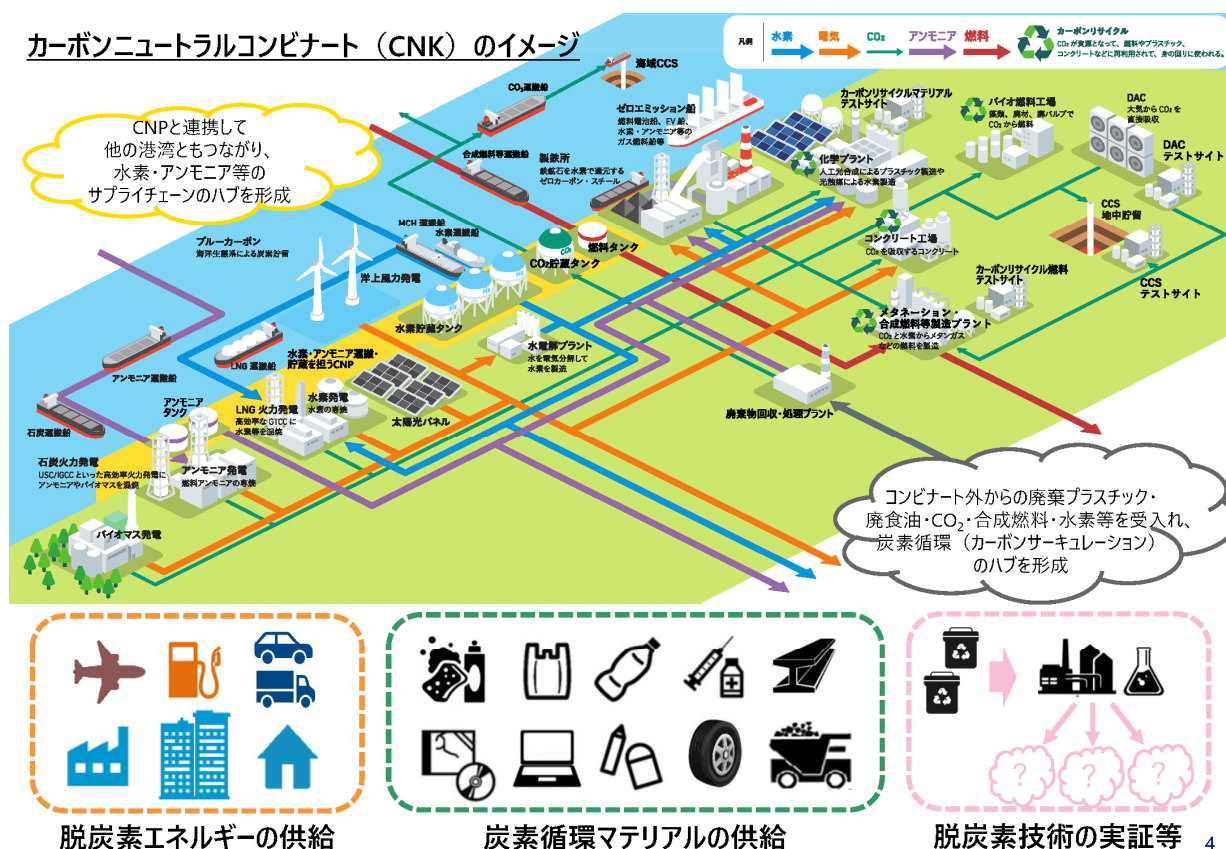 カーボンニュートラルコンビナート（CNK）のイメージ
凡例
水素
電気
CO₂
アンモニア
燃料
カーボンリサイクル
CO₂ が資源となって、燃料やプラスチック、
コンクリートなどに再利用されて、身の回りに使われる。
CNPと連携して
他の港湾ともつながり、
水素・アンモニア等の
サプライチェーンのハブを形成
CO₂運搬船
海域CCS
ゼロエミッション船
燃料電池船、EV 船、
水素・アンモニア等の
ガス燃料船等
合成燃料等運搬船
製鉄所
鉄鉱石を水素で還元する
ゼロカーボン・スチール
カーボンリサイクルマテリアル
テストサイト
化学プラント
人工光合成によるプラスチック製造や
光触媒による水素製造
バイオ燃料工場
藻類、廃材、廃パルプで
CO₂ から燃料
DAC
大気から CO₂ を
直接吸収
DAC
テストサイト
CCS
地中貯留
CCS
テストサイト
コンクリート工場
CO₂ を吸収するコンクリート
カーボンリサイクル燃料
テストサイト
メタネーション・
合成燃料等製造プラント
CO₂ と水素からメタンガス
などの燃料を製造
ブルーカーボン
海洋生態系による炭素貯留
MCH 運搬船
水素運搬船
燃料タンク
CO₂貯蔵タンク
洋上風力発電
水素貯蔵タンク
水電解プラント
水を電気分解して
水素を製造
LNG 運搬船
水素・アンモニア運搬・
貯蔵を担うCNP
アンモニア運搬船
アンモニア
タンク
LNG 火力発電
高効率な GTCC に
水素等を混焼
水素発電
水素の専焼
太陽光パネル
廃棄物回収・処理プラント
石炭運搬船
石炭火力発電
USC/IGCC といった高効率火力発電に
アンモニアやバイオマスを混焼
アンモニア発電
燃料アンモニアの専焼
バイオマス発電
コンビナート外からの廃棄プラスチック・
廃食油・CO₂・合成燃料・水素等を受入れ、
炭素循環（カーボンサーキュレーション）
のハブを形成
? ? ?
脱炭素エネルギーの供給
炭素循環マテリアルの供給
脱炭素技術の実証等
4